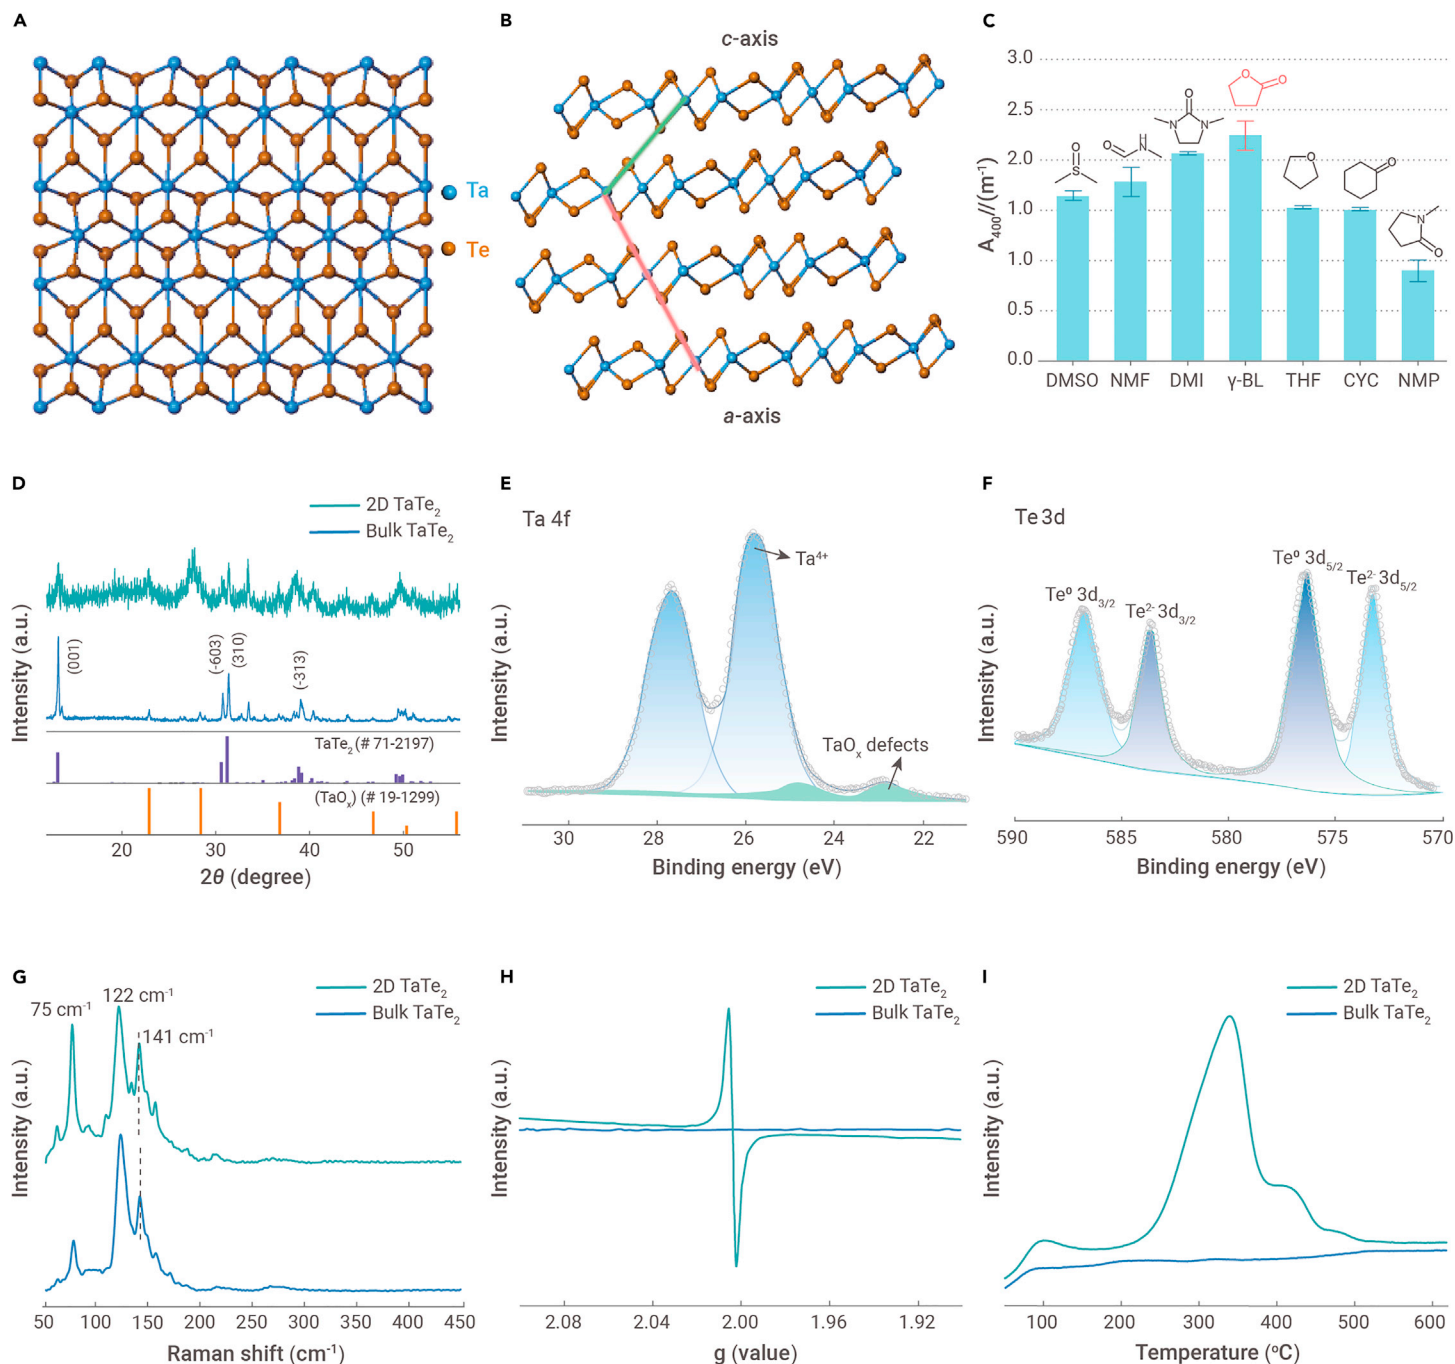 A
Ta
Te
B
c-axis
a-axis
C
3.0
2.5
2.0
1.0
1.0
0.5
0.0
A400//(m-1)
O
S
O
O
H
N
O
N
N
O
O
O
O
N
O
DMSO NMF DMI γ-BL THF CYC NMP
D
2D TaTe2
Bulk TaTe2
(001)
(-603)
(310)
(-313)
TaTe2 (# 71-2197)
(TaOx) (# 19-1299)
Intensity (a.u.)
20 30 40 50
2θ (degree)
E
Ta 4f
Ta4+
TaOx defects
Intensity (a.u.)
30 28 26 24 22
Binding energy (eV)
F
Te 3d
Te0 3d3/2
Te2- 3d3/2
Te0 3d5/2
Te2- 3d5/2
Intensity (a.u.)
590 585 580 575 570
Binding energy (eV)
G
2D TaTe2
Bulk TaTe2
75 cm-1
122 cm-1
141 cm-1
Intensity (a.u.)
50 100 150 200 250 300 350 400 450
Raman shift (cm-1)
H
2D TaTe2
Bulk TaTe2
Intensity (a.u.)
2.08 2.04 2.00 1.96 1.92
g (value)
I
2D TaTe2
Bulk TaTe2
Intensity (a.u.)
100 200 300 400 500 600
Temperature (oC)